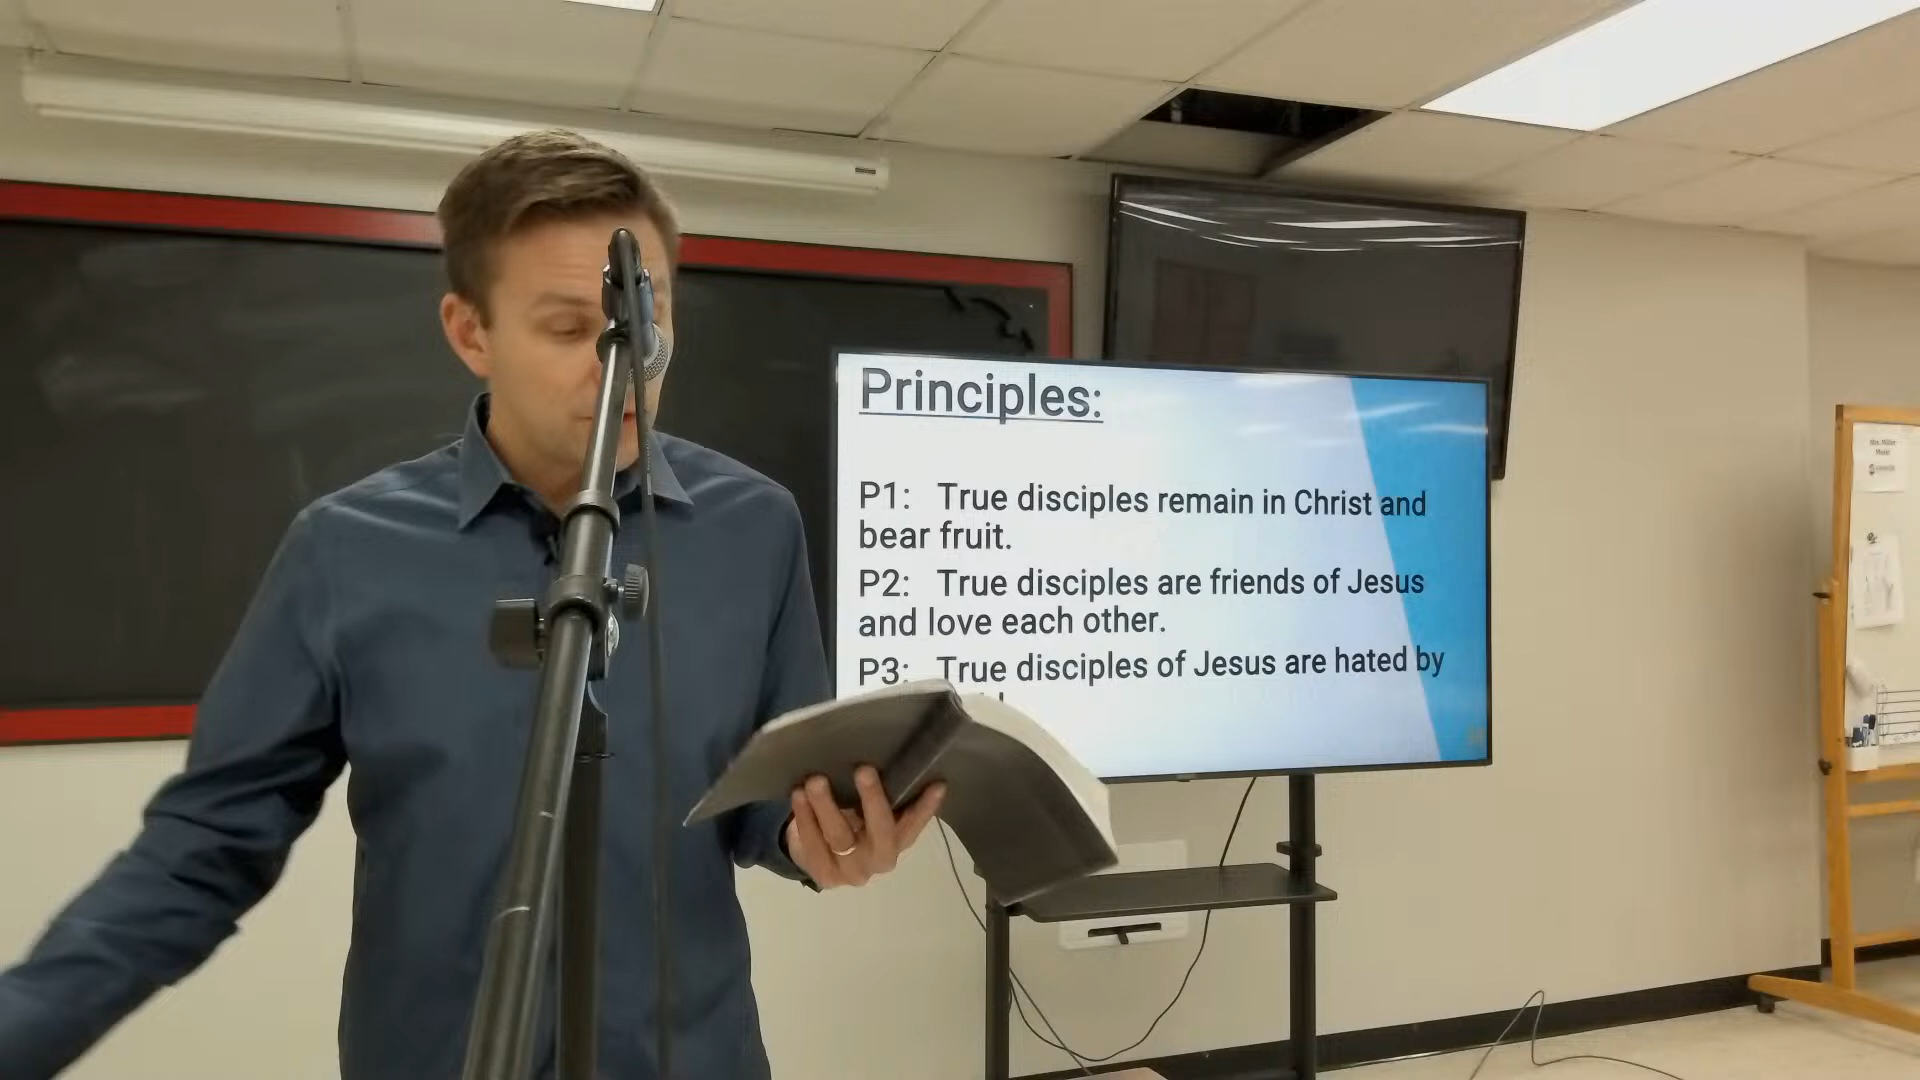 Principles:
P1: True disciples remain in Christ and
bear fruit.
P2: True disciples are friends of Jesus
and love each other.
P3: True disciples of Jesus are hated by